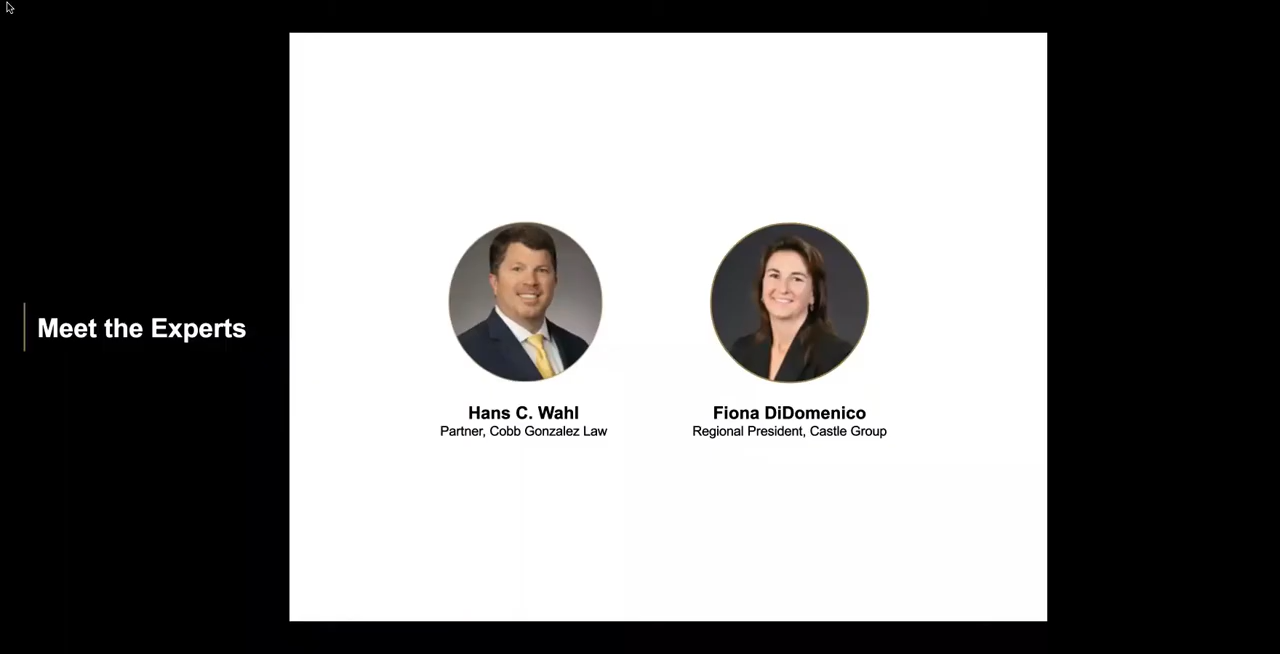 Meet the Experts
Hans C. Wahl
Partner, Cobb Gonzalez Law
Fiona DiDomenico
Regional President, Castle Group